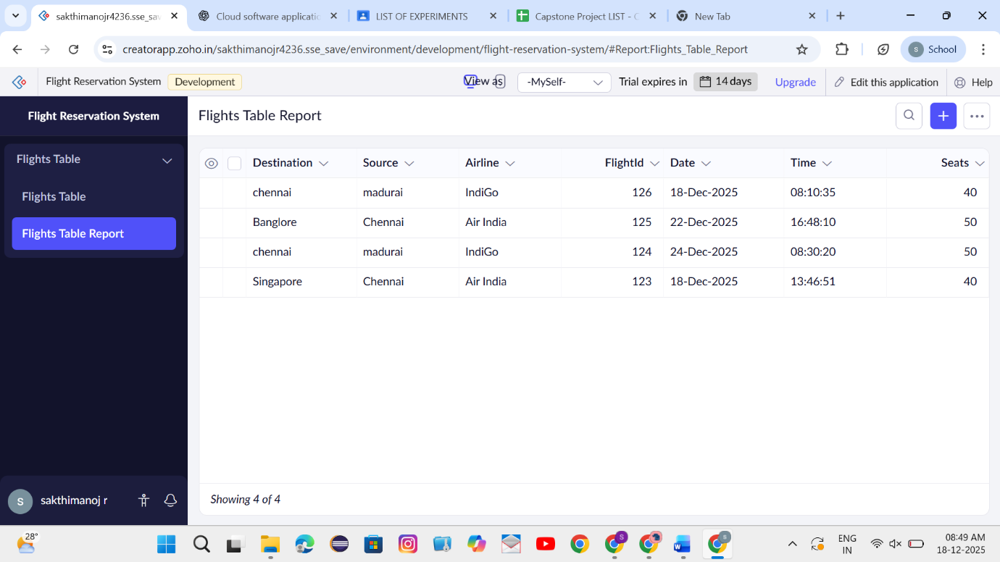 sakthimanojr4236.sse_sav
Cloud software applicatio
LIST OF EXPERIMENTS
Capstone Project LIST - C
New Tab
creatorapp.zoho.in/sakthimanojr4236.sse_save/environment/development/flight-reservation-system/#Report:Flights_Table_Report
S School
Flight Reservation System Development View as -MySelf- Trial expires in 14 days Upgrade Edit this application Help
Flight Reservation System
Flights Table Report
Flights Table
Flights Table
Flights Table Report
Destination Source Airline FlightId Date Time Seats
chennai madurai IndiGo 126 18-Dec-2025 08:10:35 40
Banglore Chennai Air India 125 22-Dec-2025 16:48:10 50
chennai madurai IndiGo 124 24-Dec-2025 08:30:20 50
Singapore Chennai Air India 123 18-Dec-2025 13:46:51 40
Showing 4 of 4
S sakthimanoj r
28°
S
S
W
ENG
IN
08:49 AM
18-12-2025